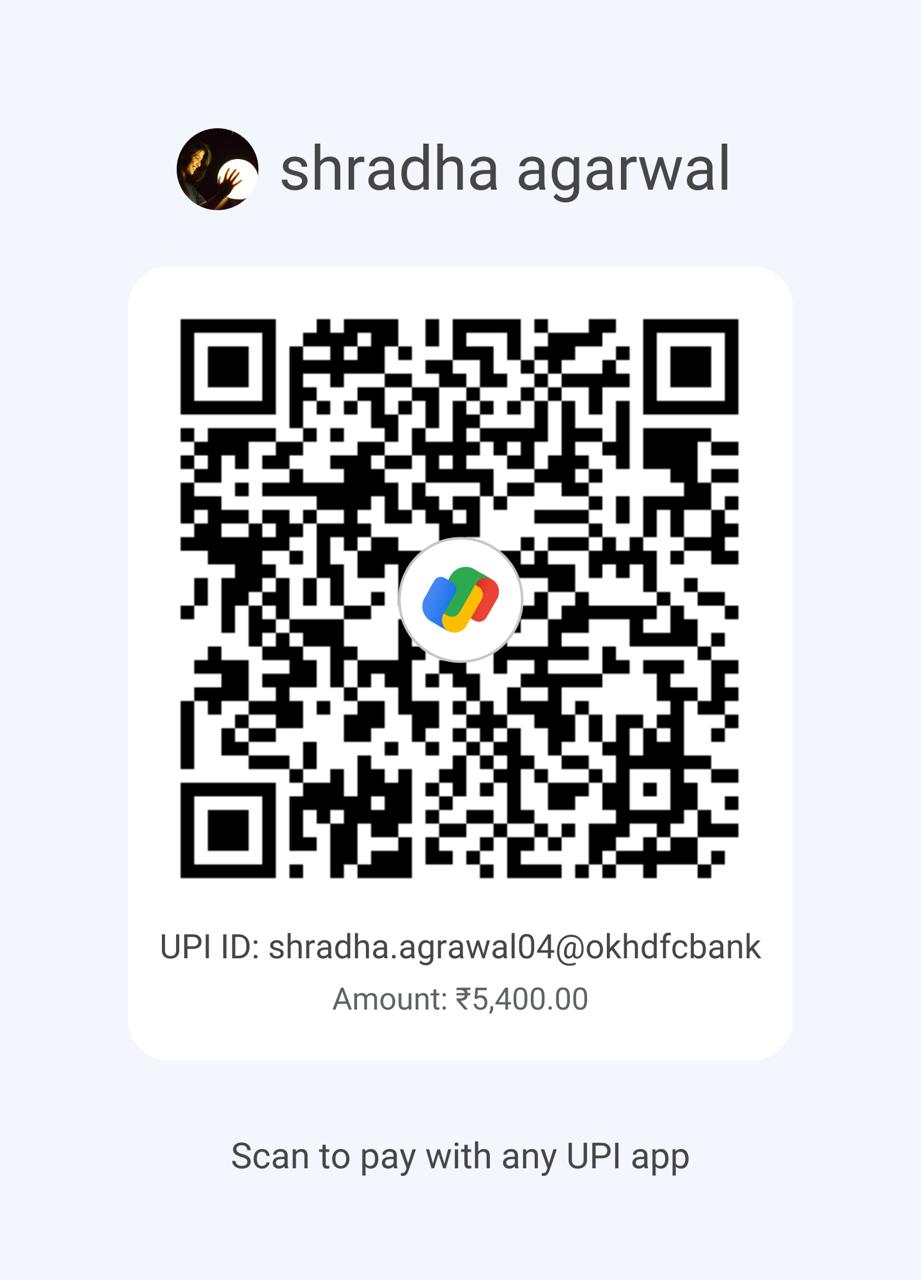 shradha agarwal
UPI ID: shradha.agrawal04@okhdfcbank
Amount: ₹5,400.00
Scan to pay with any UPI app